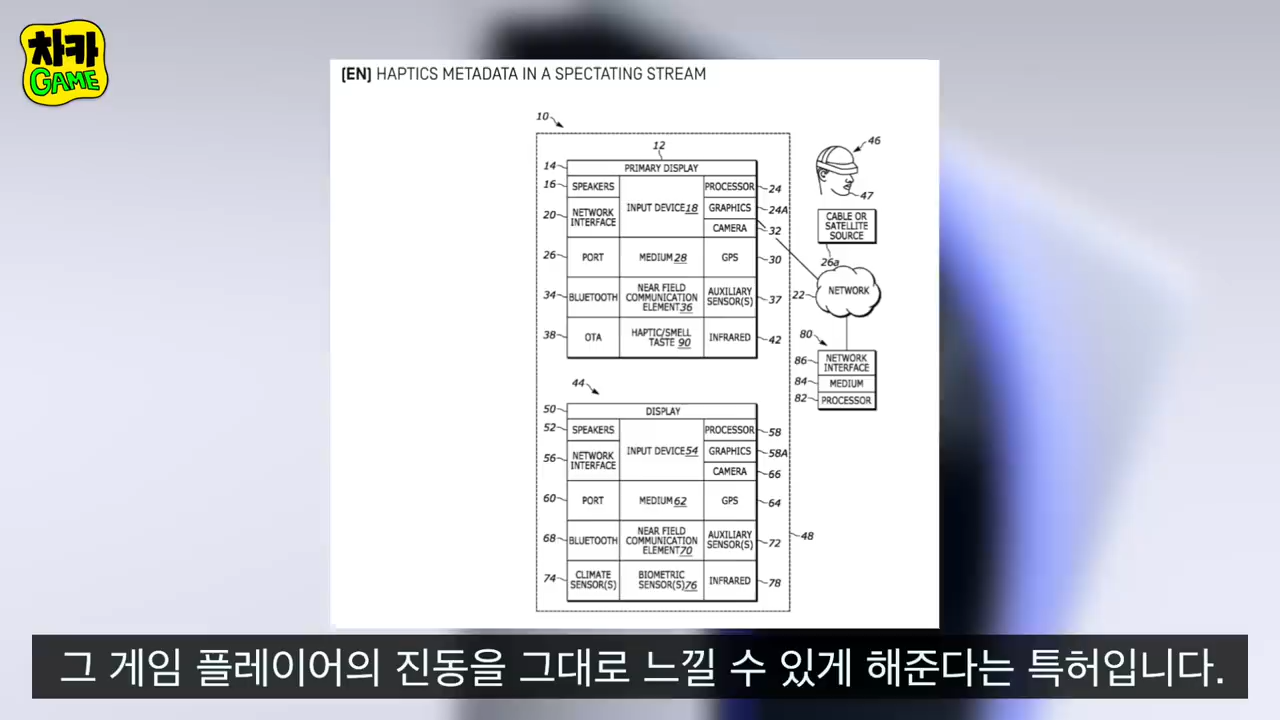 차카
GAME
[EN] HAPTICS METADATA IN A SPECTATING STREAM
10
12
14
PRIMARY DISPLAY
16
SPEAKERS
INPUT DEVICE 18
PROCESSOR
24
20
NETWORK
INTERFACE
GRAPHICS
24A
CAMERA
32
26
PORT
MEDIUM 28
GPS
30
34
BLUETOOTH
NEAR FIELD
COMMUNICATION
ELEMENT 36
AUXILIARY
SENSOR(S)
37
38
OTA
HAPTIC/SMELL
TASTE 90
INFRARED
42
46
47
CABLE OR
SATELLITE
SOURCE
26a
22
NETWORK
80
86
NETWORK
INTERFACE
84
MEDIUM
82
PROCESSOR
44
50
DISPLAY
52
SPEAKERS
INPUT DEVICE 54
PROCESSOR
58
56
NETWORK
INTERFACE
GRAPHICS
58A
CAMERA
66
60
PORT
MEDIUM 62
GPS
64
68
BLUETOOTH
NEAR FIELD
COMMUNICATION
ELEMENT 70
AUXILIARY
SENSOR(S)
72
48
74
CLIMATE
SENSOR(S)
BIOMETRIC
SENSOR(S) 76
INFRARED
78
그 게임 플레이어의 진동을 그대로 느낄 수 있게 해준다는 특허입니다.